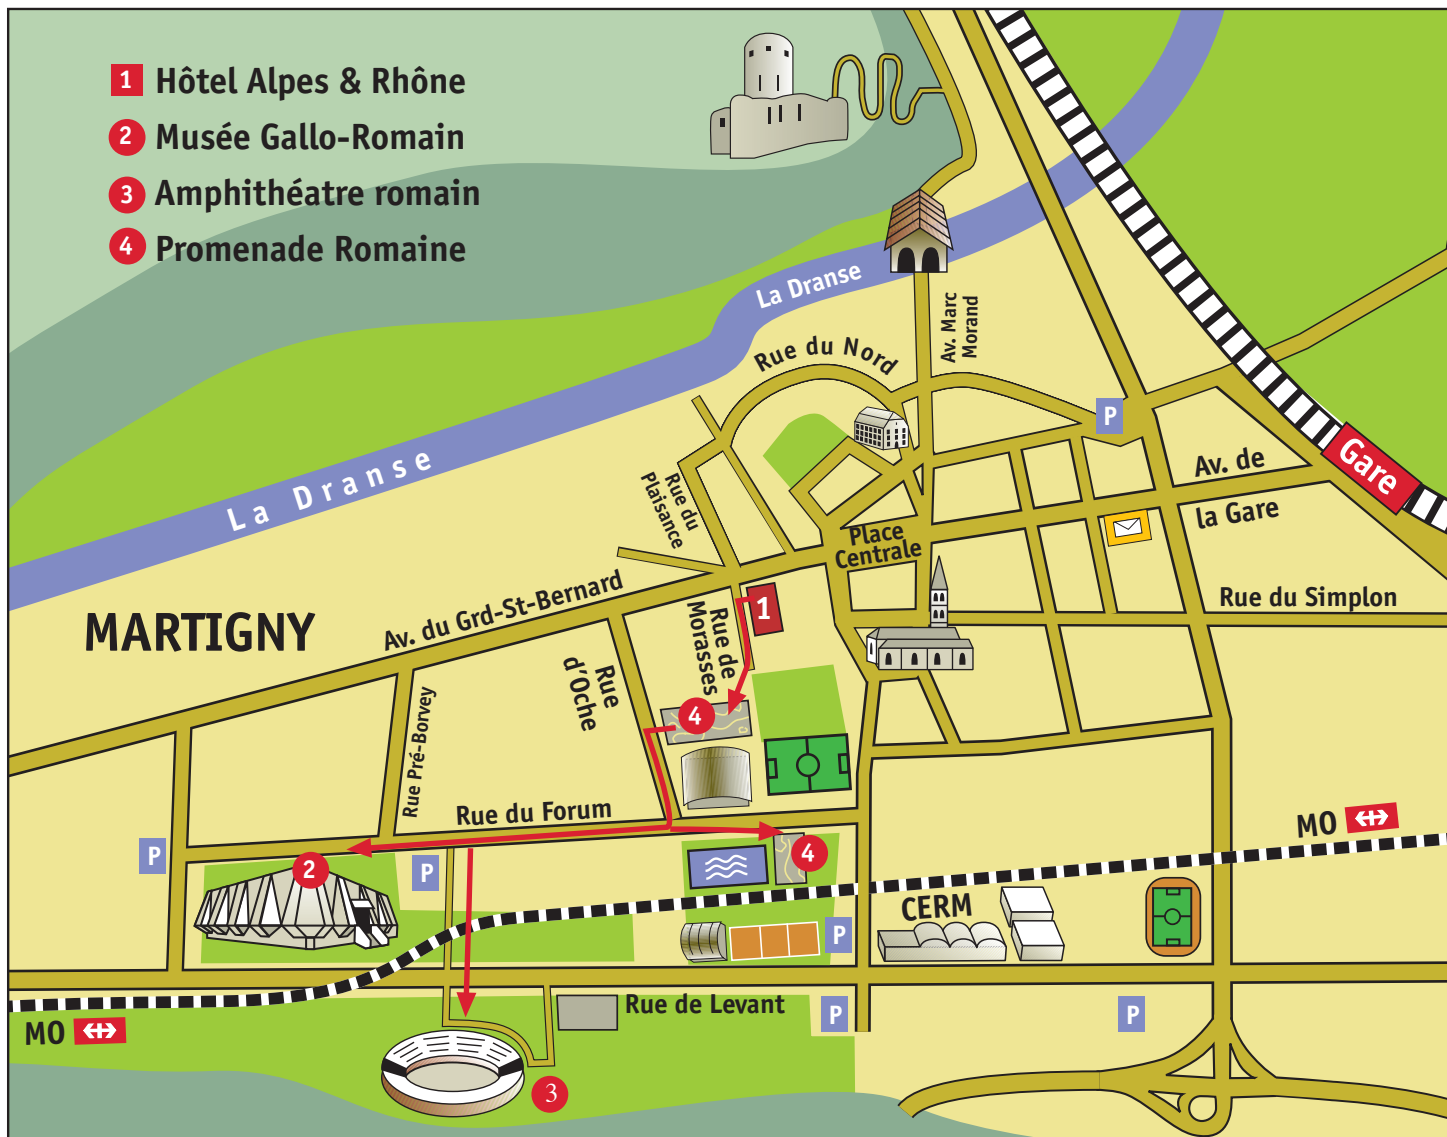 1 Hôtel Alpes & Rhône
2 Musée Gallo-Romain
3 Amphithéatre romain
4 Promenade Romaine
La Dranse
Av. Marc
Morand
Rue du Nord
P
Gare
Av. de
la Gare
La Dranse
Rue du
Plaisance
Place
Centrale
Rue du Simplon
MARTIGNY
Av. du Grd-St-Bernard
1
Rue de
Morasses
Rue
d'Oche
4
Rue Pré-Borvey
Rue du Forum
MO
P
2
P
4
CERM
P
Rue de Levant
P
P
MO
3